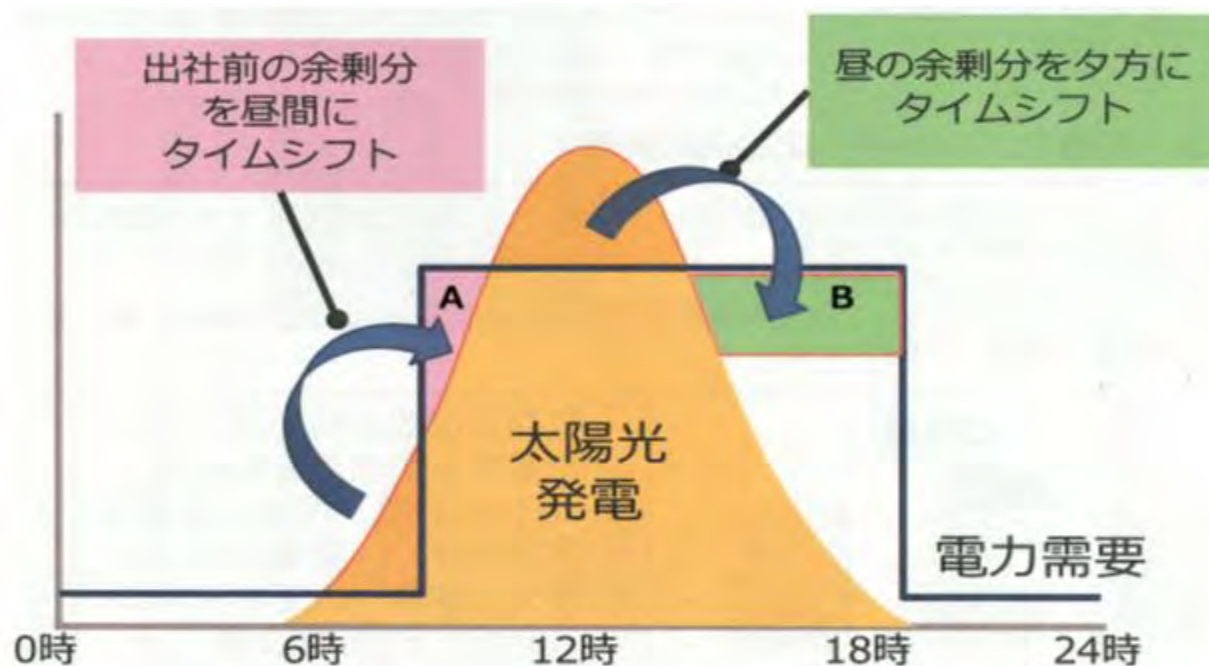 出社前の余剰分
を昼間に
タイムシフト
昼の余剰分を夕方に
タイムシフト
A
B
太陽光
発電
電力需要
0時
6時
12時
18時
24時